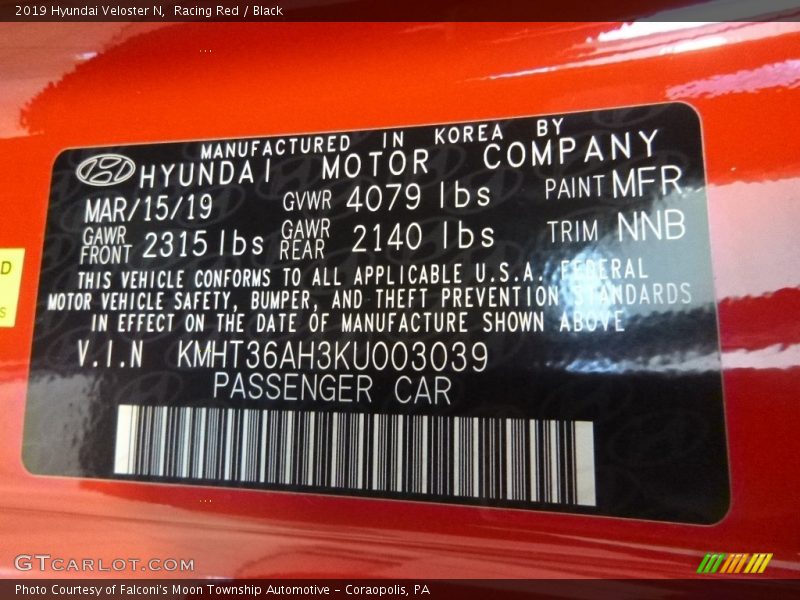 2019 Hyundai Veloster N,  Racing Red / Black
MANUFACTURED IN KOREA BY
HYUNDAI MOTOR COMPANY
MAR/15/19 GVWR 4079 lbs PAINT MFR
GAWR FRONT 2315 lbs GAWR REAR 2140 lbs TRIM NNB
THIS VEHICLE CONFORMS TO ALL APPLICABLE U.S.A. FEDERAL
MOTOR VEHICLE SAFETY, BUMPER, AND THEFT PREVENTION STANDARDS
IN EFFECT ON THE DATE OF MANUFACTURE SHOWN ABOVE
V.I.N KMHT36AH3KU003039
PASSENGER CAR
D
S
GTCARLOT.COM
Photo Courtesy of Falconi's Moon Township Automotive - Coraopolis, PA